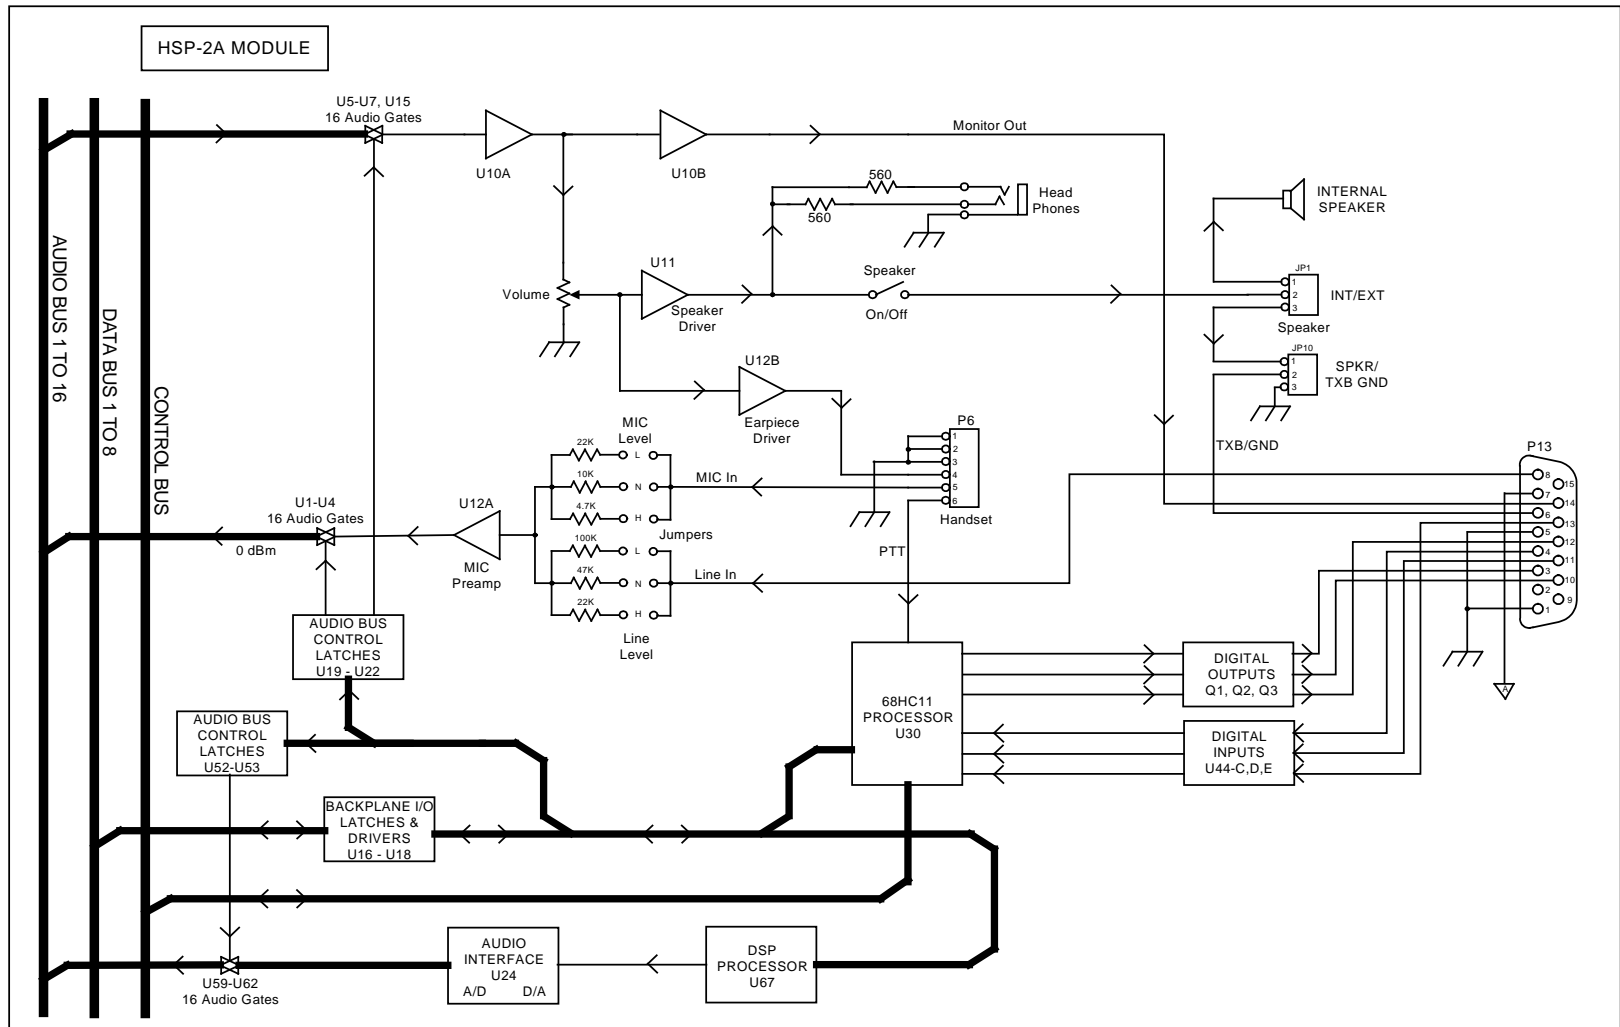 HSP-2A MODULE
U5-U7, U15
16 Audio Gates
U10A
U10B
Monitor Out
560
560
Head
Phones
INTERNAL
SPEAKER
AUDIO BUS 1 TO 16
DATA BUS 1 TO 8
CONTROL BUS
Volume
U11
Speaker
Driver
Speaker
On/Off
JP1
1
2
3
INT/EXT
Speaker
JP10
1
2
3
SPKR/
TXB GND
TXB/GND
U12B
Earpiece
Driver
P6
1
2
3
4
5
6
Handset
MIC
Level
22K
L
10K
N
4.7K
H
Jumpers
MIC In
100K
L
47K
N
22K
H
Line
Level
Line In
U12A
MIC
Preamp
U1-U4
16 Audio Gates
0 dBm
PTT
P13
8
15
7
14
6
13
5
12
4
11
3
10
2
9
1
A
AUDIO BUS
CONTROL
LATCHES
U19 - U22
AUDIO BUS
CONTROL
LATCHES
U52-U53
68HC11
PROCESSOR
U30
DIGITAL
OUTPUTS
Q1, Q2, Q3
DIGITAL
INPUTS
U44-C,D,E
BACKPLANE I/O
LATCHES &
DRIVERS
U16 - U18
AUDIO
INTERFACE
U24
A/D D/A
DSP
PROCESSOR
U67
U59-U62
16 Audio Gates